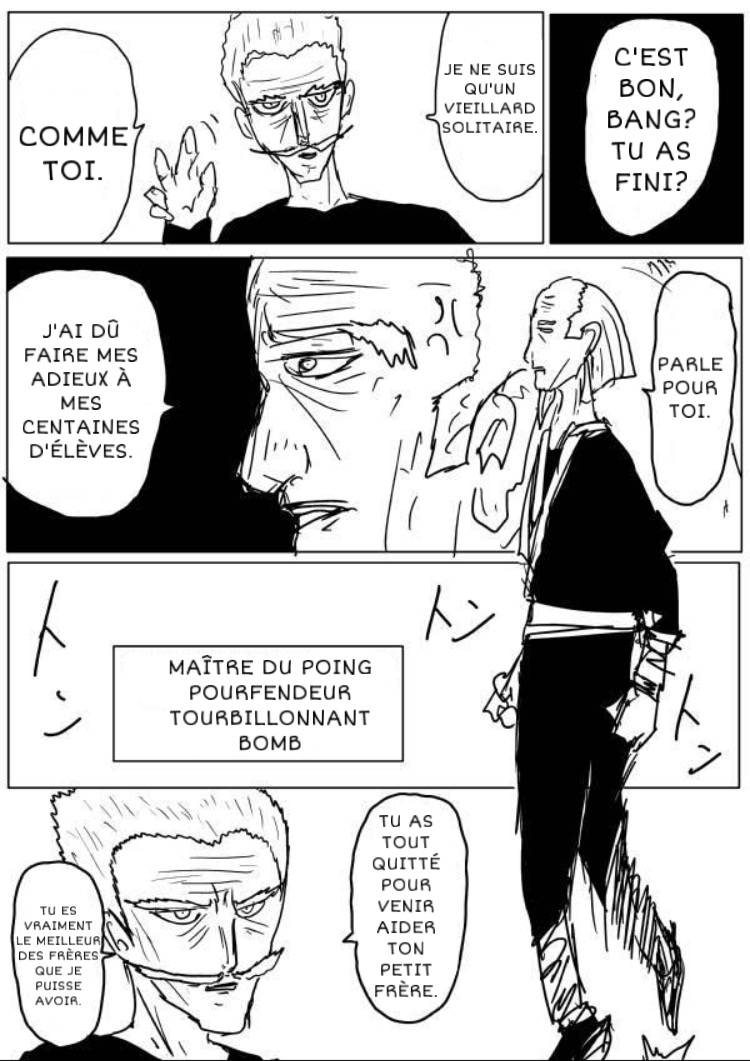 C'EST
BON,
BANG?
TU AS
FINI?
JE NE SUIS
QU'UN
VIEILLARD
SOLITAIRE.
COMME
TOI.
PARLE
POUR
TOI.
J'AI DÛ
FAIRE MES
ADIEUX À
MES
CENTAINES
D'ÉLÈVES.
トン
トン
トン
MAÎTRE DU POING
POURFENDEUR
TOURBILLONNANT
BOMB
TU AS
TOUT
QUITTÉ
POUR
VENIR
AIDER
TON
PETIT
FRÈRE.
TU ES
VRAIMENT
LE MEILLEUR
DES FRÈRES
QUE JE
PUISSE
AVOIR.